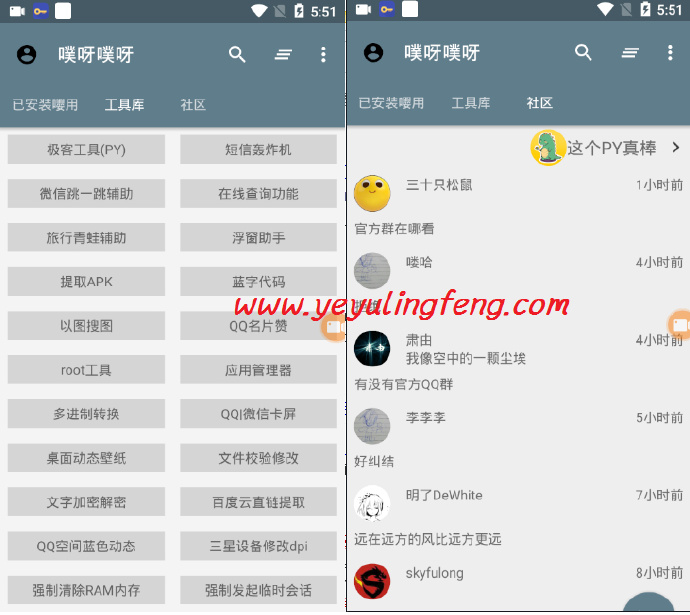 5:51
噗呀噗呀
已安装嘤用 工具库 社区
极客工具(PY) 短信轰炸机
微信跳一跳辅助 在线查询功能
旅行青蛙辅助 浮窗助手
提取APK 蓝字代码
以图搜图 QQ名片赞
root工具 应用管理器
多进制转换 QQ|微信卡屏
桌面动态壁纸 文件校验修改
文字加密解密 百度云直链提取
QQ空间蓝色动态 三星设备修改dpi
强制清除RAM内存 强制发起临时会话
5:51
噗呀噗呀
已安装嘤用 工具库 社区
这个PY真棒
三十只松鼠 1小时前
官方群在哪看
喽哈 4小时前
www.yeyulingfeng.com
肃由 4小时前
我像空中的一颗尘埃
有没有官方QQ群
李李李 5小时前
好纠结
明了DeWhite 7小时前
远在远方的风比远方更远
skyfulong 8小时前